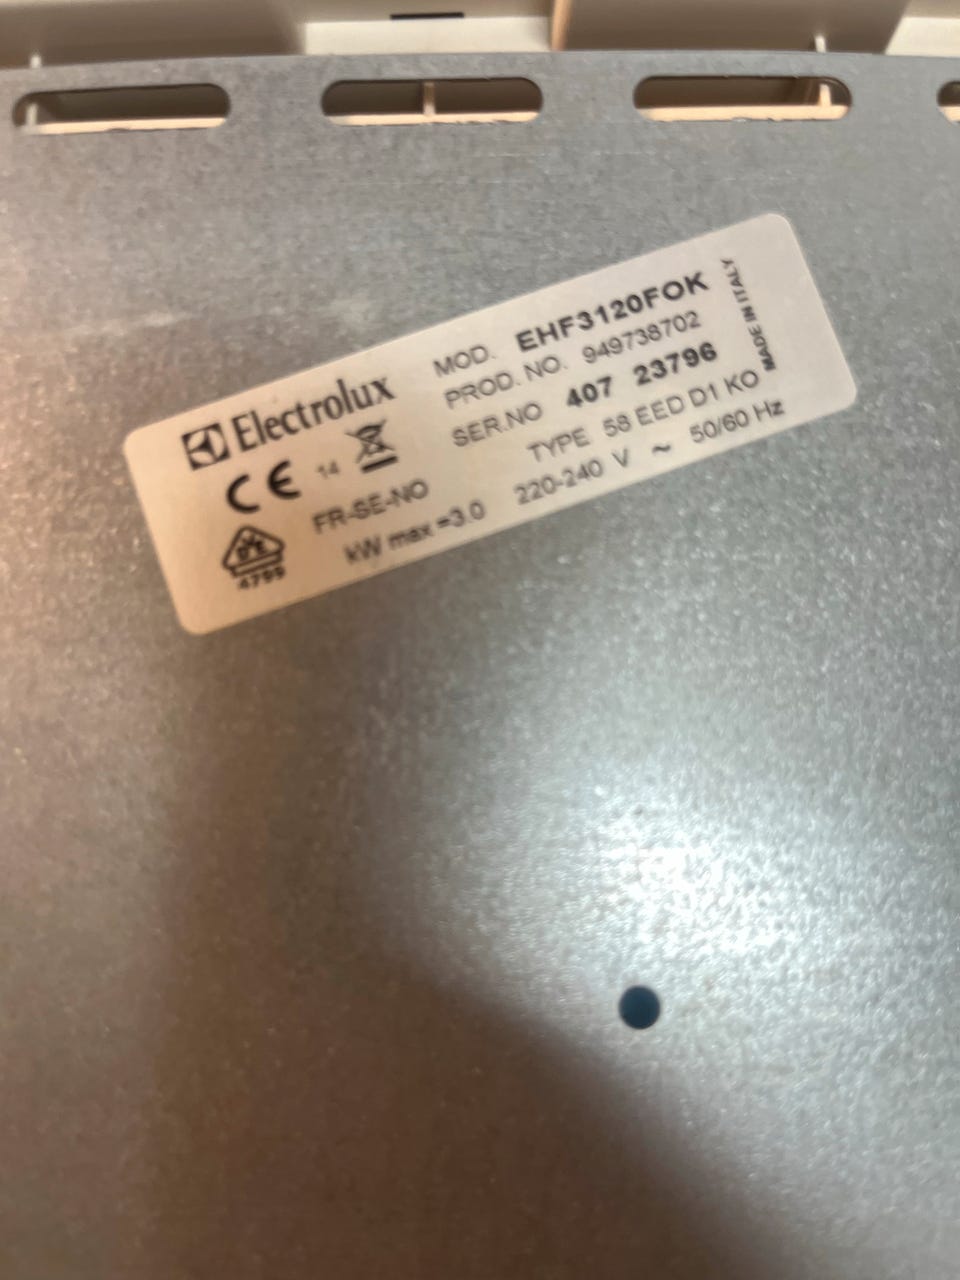 Electrolux
MOD. EHF3120FOK
PROD. NO. 949738702
SER.NO 407 23796
TYPE 58 EED D1 KO
MADE IN ITALY
CE 14
FR-SE-NO
kW max =3.0 220-240 V ~ 50/60 Hz
DVE
4799